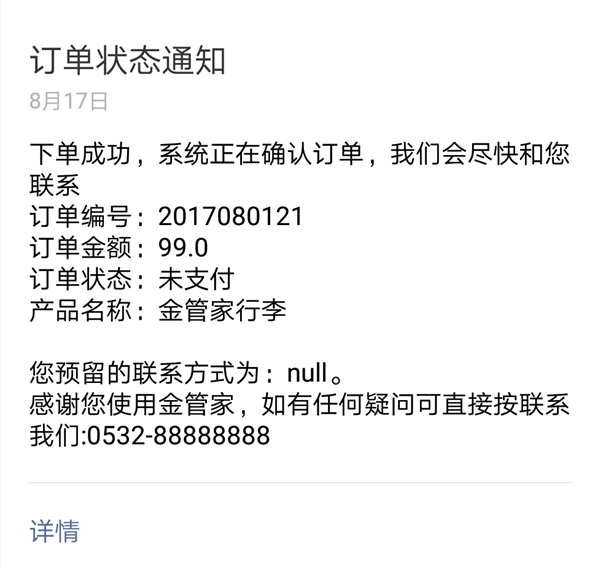 订单状态通知
8月17日
下单成功，系统正在确认订单，我们会尽快和您
联系
订单编号：2017080121
订单金额：99.0
订单状态：未支付
产品名称：金管家行李
您预留的联系方式为：null。
感谢您使用金管家，如有任何疑问可直接按联系
我们:0532-88888888
详情